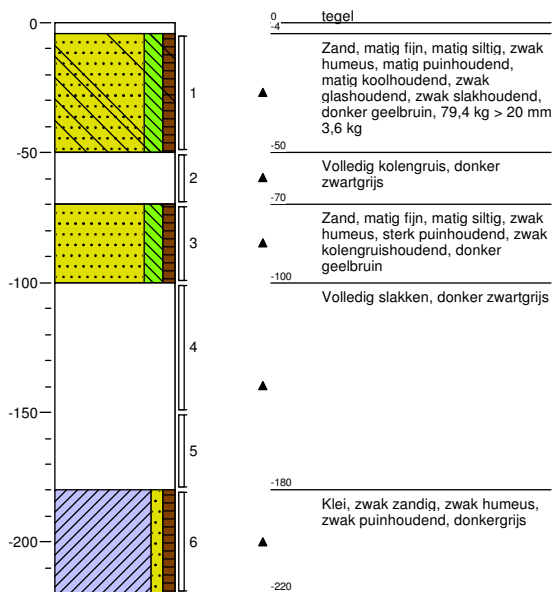 0
-50
-100
-150
-200
1
2
3
4
5
6
0
tegel
-4
Zand, matig fijn, matig siltig, zwak
humeus, matig puinhoudend,
matig koolhoudend, zwak
glashoudend, zwak slakhoudend,
donker geelbruin, 79,4 kg > 20 mm
3,6 kg
-50
Volledig kolengruis, donker
zwartgrijs
-70
Zand, matig fijn, matig siltig, zwak
humeus, sterk puinhoudend, zwak
kolengruishoudend, donker
geelbruin
-100
Volledig slakken, donker zwartgrijs
-180
Klei, zwak zandig, zwak humeus,
zwak puinhoudend, donkergrijs
-220